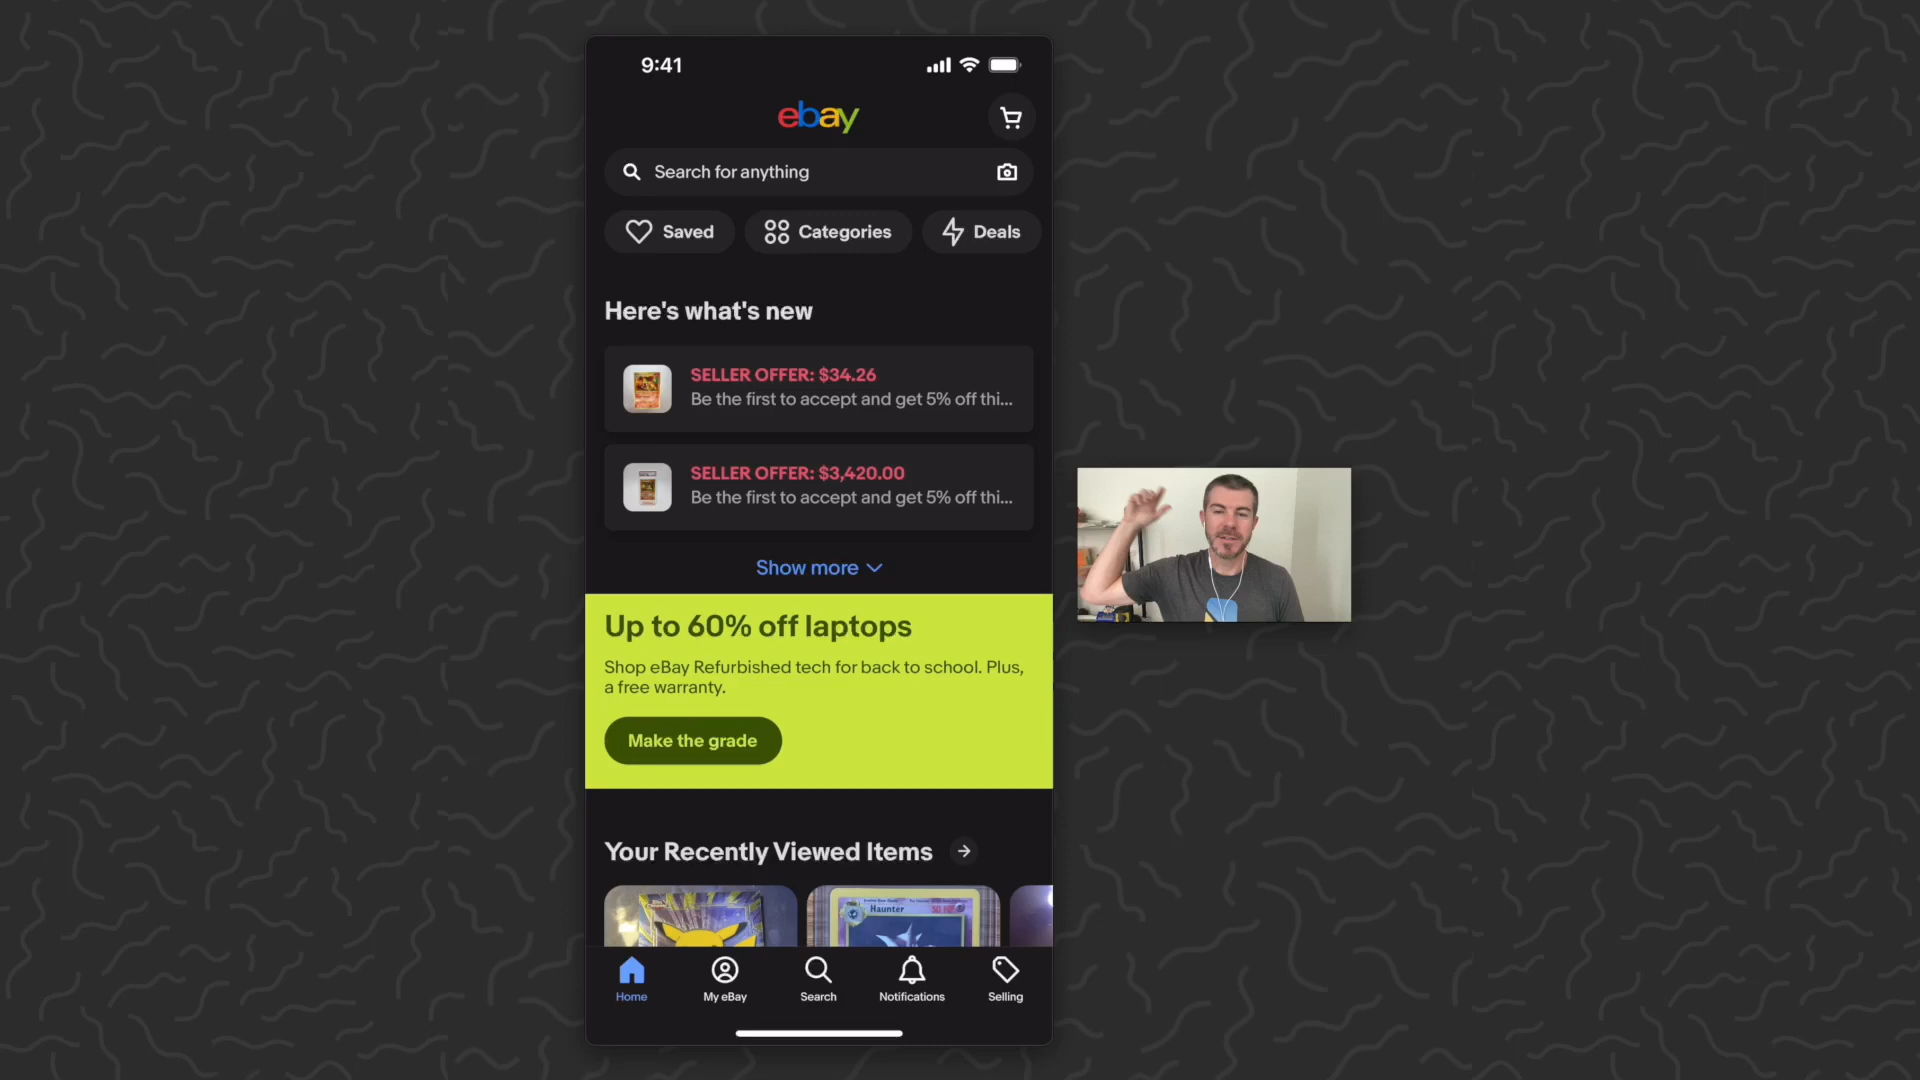 9:41
ebay
Search for anything
Saved
Categories
Deals
Here's what's new
SELLER OFFER: $34.26
Be the first to accept and get 5% off thi...
SELLER OFFER: $3,420.00
Be the first to accept and get 5% off thi...
Show more
Up to 60% off laptops
Shop eBay Refurbished tech for back to school. Plus,
a free warranty.
Make the grade
Your Recently Viewed Items
Haunter
50 HP
Home
My eBay
Search
Notifications
Selling